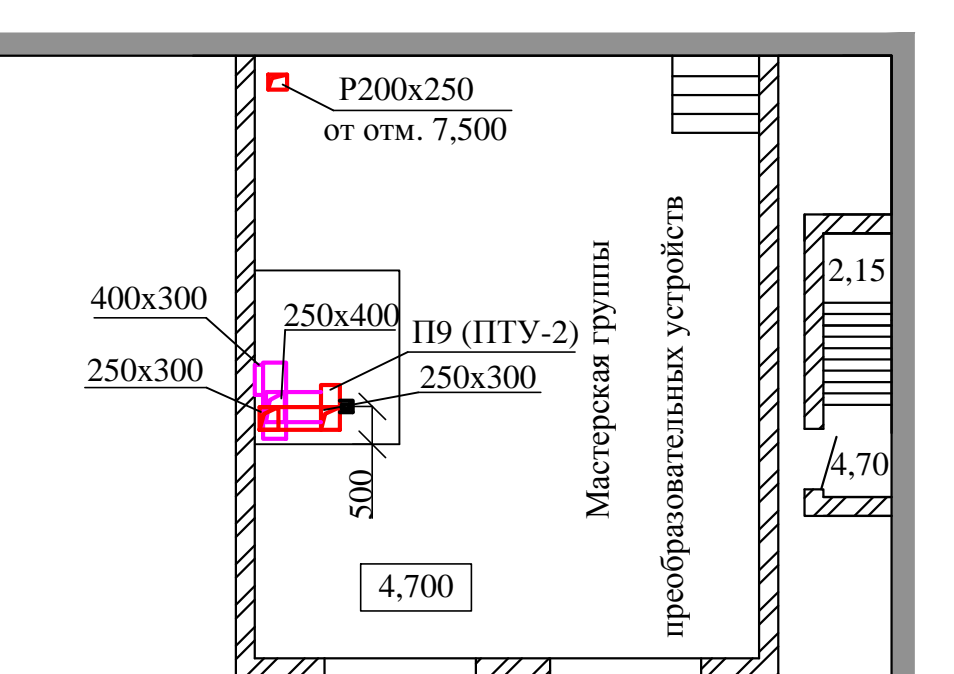 Р200х250
от отм. 7,500
400х300
250х400
П9 (ПТУ-2)
250х300
250х300
500
4,700
Мастерская группы
преобразовательных устройств
2,15
4,70